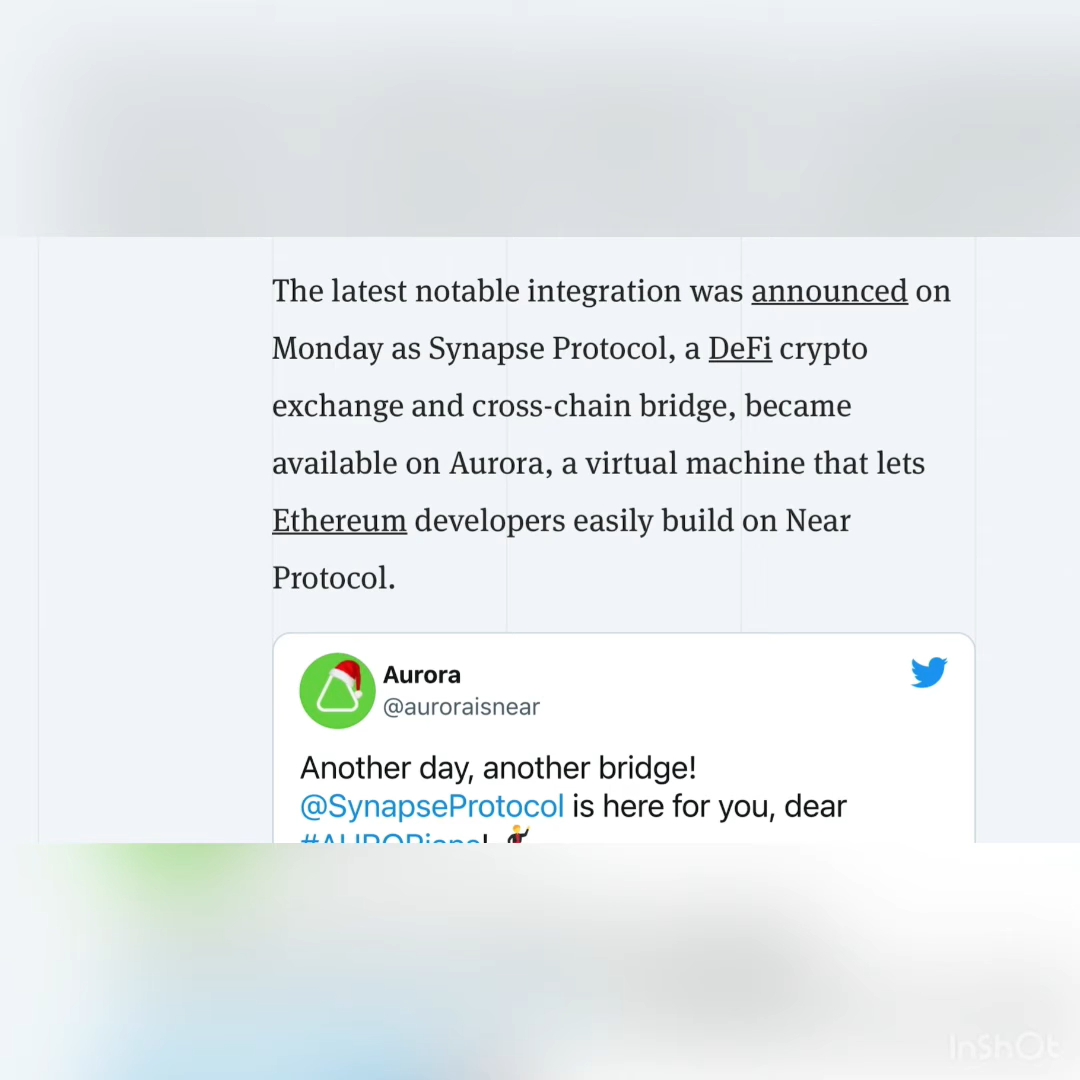 The latest notable integration was announced on
Monday as Synapse Protocol, a DeFi crypto
exchange and cross-chain bridge, became
available on Aurora, a virtual machine that lets
Ethereum developers easily build on Near
Protocol.
Aurora
@auroraisnear
Another day, another bridge!
@SynapseProtocol is here for you, dear
#AURORians!
InShOt